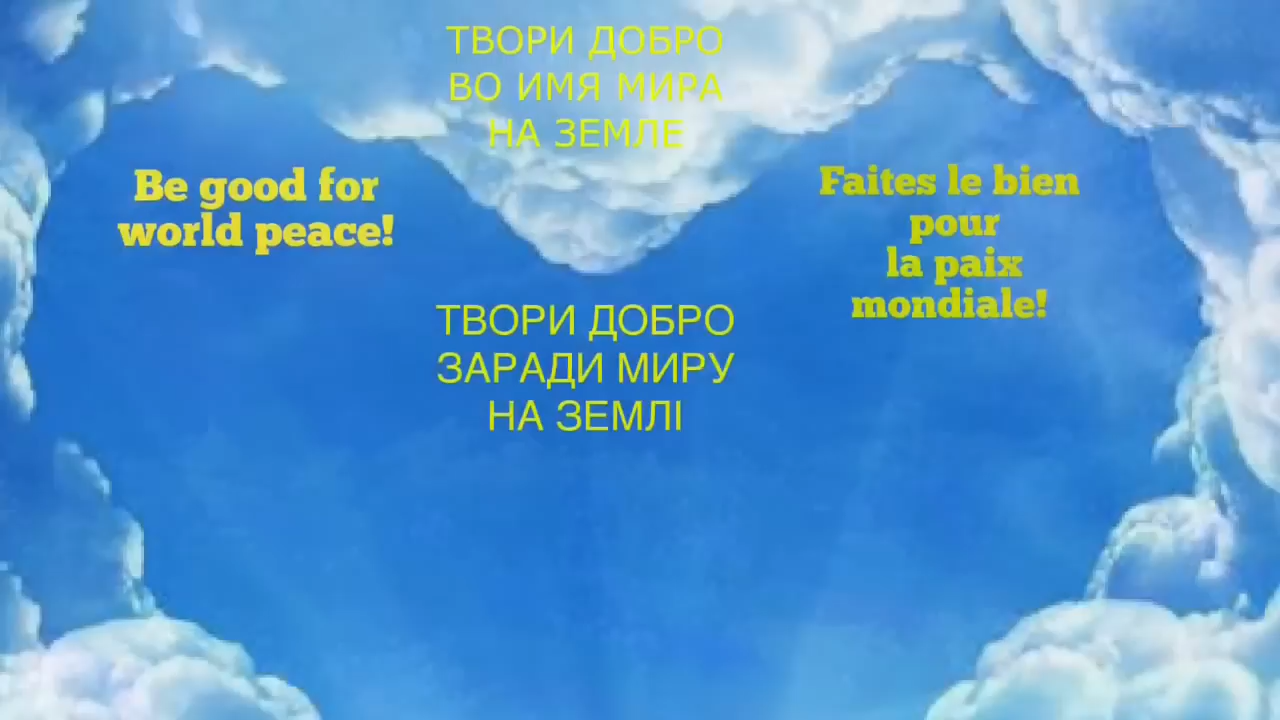 ТВОРИ ДОБРО
ВО ИМЯ МИРА
НА ЗЕМЛЕ
Be good for
world peace!
Faites le bien
pour
la paix
mondiale!
ТВОРИ ДОБРО
ЗАРАДИ МИРУ
НА ЗЕМЛІ